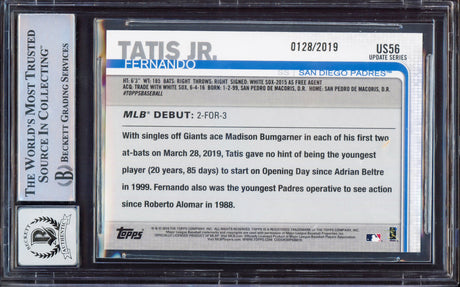 THE WORLD'S MOST TRUSTED
SOURCE IN COLLECTING™
BECKETT GRADING SERVICES
BECKETT
AUTHENTIC
TATIS JR.
FERNANDO
0128/2019
US56
UPDATE SERIES
SS | SAN DIEGO PADRES™
HT: 6'3" WT: 185 BATS: RIGHT THROWS: RIGHT SIGNED: WHITE SOX-2015 AS FREE AGENT
ACQ: TRADE WITH WHITE SOX, 6-4-16 BORN: 1-2-99, SAN PEDRO DE MACORIS, D.R. HOME: SAN PEDRO DE MACORIS, D.R.
#TOPPSBASEBALL
MLB® DEBUT: 2-FOR-3
With singles off Giants ace Madison Bumgarner in each of his first two
at-bats on March 28, 2019, Tatis gave no hint of being the youngest
player (20 years, 85 days) to start on Opening Day since Adrian Beltre
in 1999. Fernando also was the youngest Padres operative to see action
since Roberto Alomar in 1988.
Topps